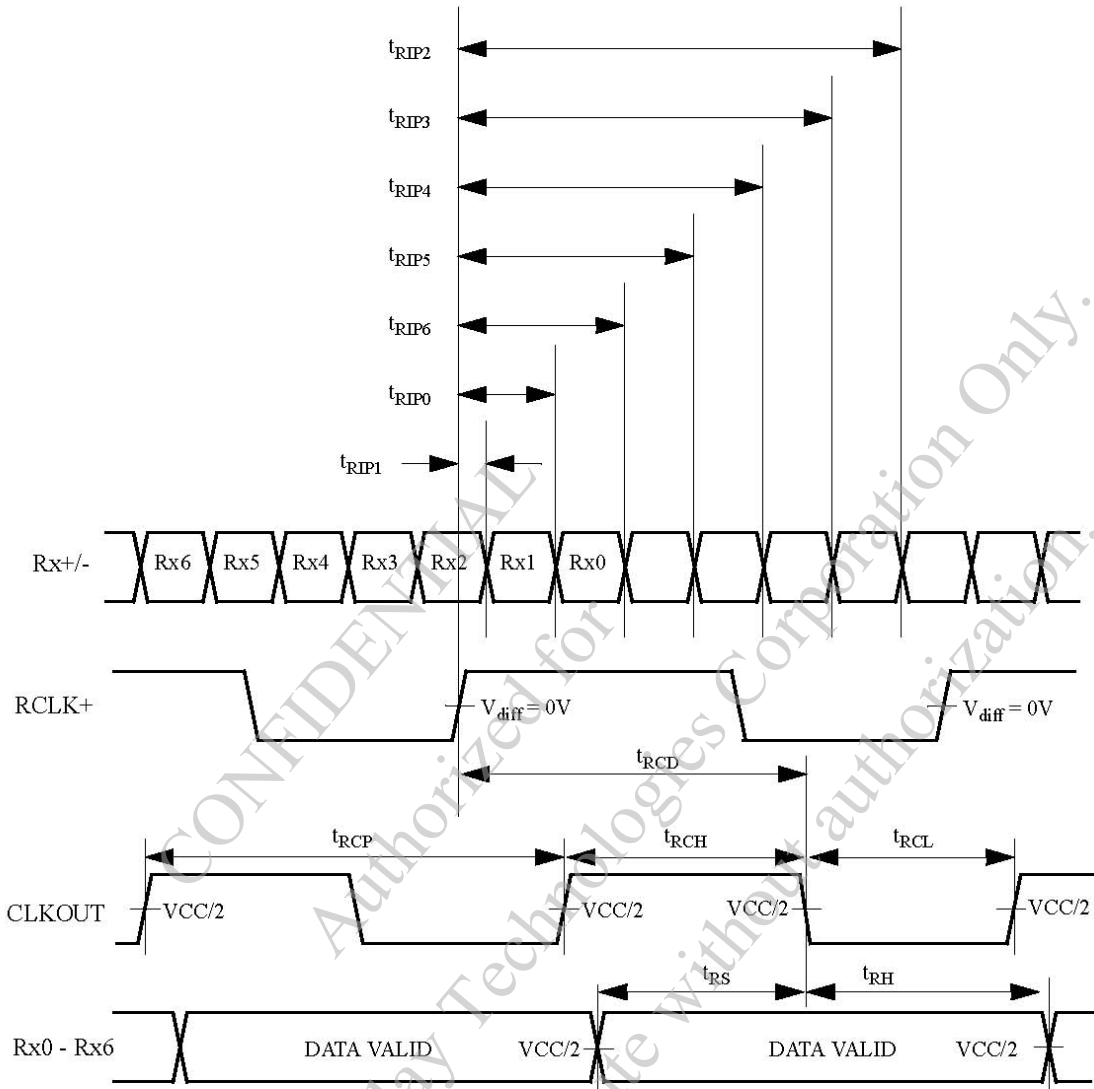 tRIP2
tRIP3
tRIP4
tRIP5
tRIP6
tRIP0
tRIP1
Rx+/- Rx6 Rx5 Rx4 Rx3 Rx2 Rx1 Rx0
RCLK+ Vdiff = 0V Vdiff = 0V
tRCD
tRCP tRCH tRCL
CLKOUT VCC/2 VCC/2 VCC/2 VCC/2
tRS tRH
Rx0 - Rx6 DATA VALID VCC/2 DATA VALID VCC/2
CONFIDENTIAL
Authorized for
Technologies Corporation Only.
without authorization.